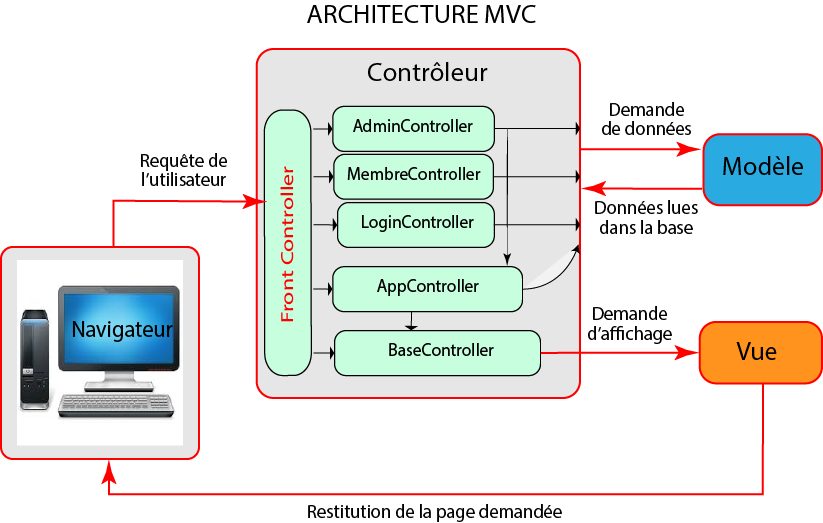 ARCHITECTURE MVC
Contrôleur
Front Controller
AdminController
MembreController
LoginController
AppController
BaseController
Requête de
l'utilisateur
Navigateur
Demande
de données
Modèle
Données lues
dans la base
Demande
d'affichage
Vue
Restitution de la page demandée